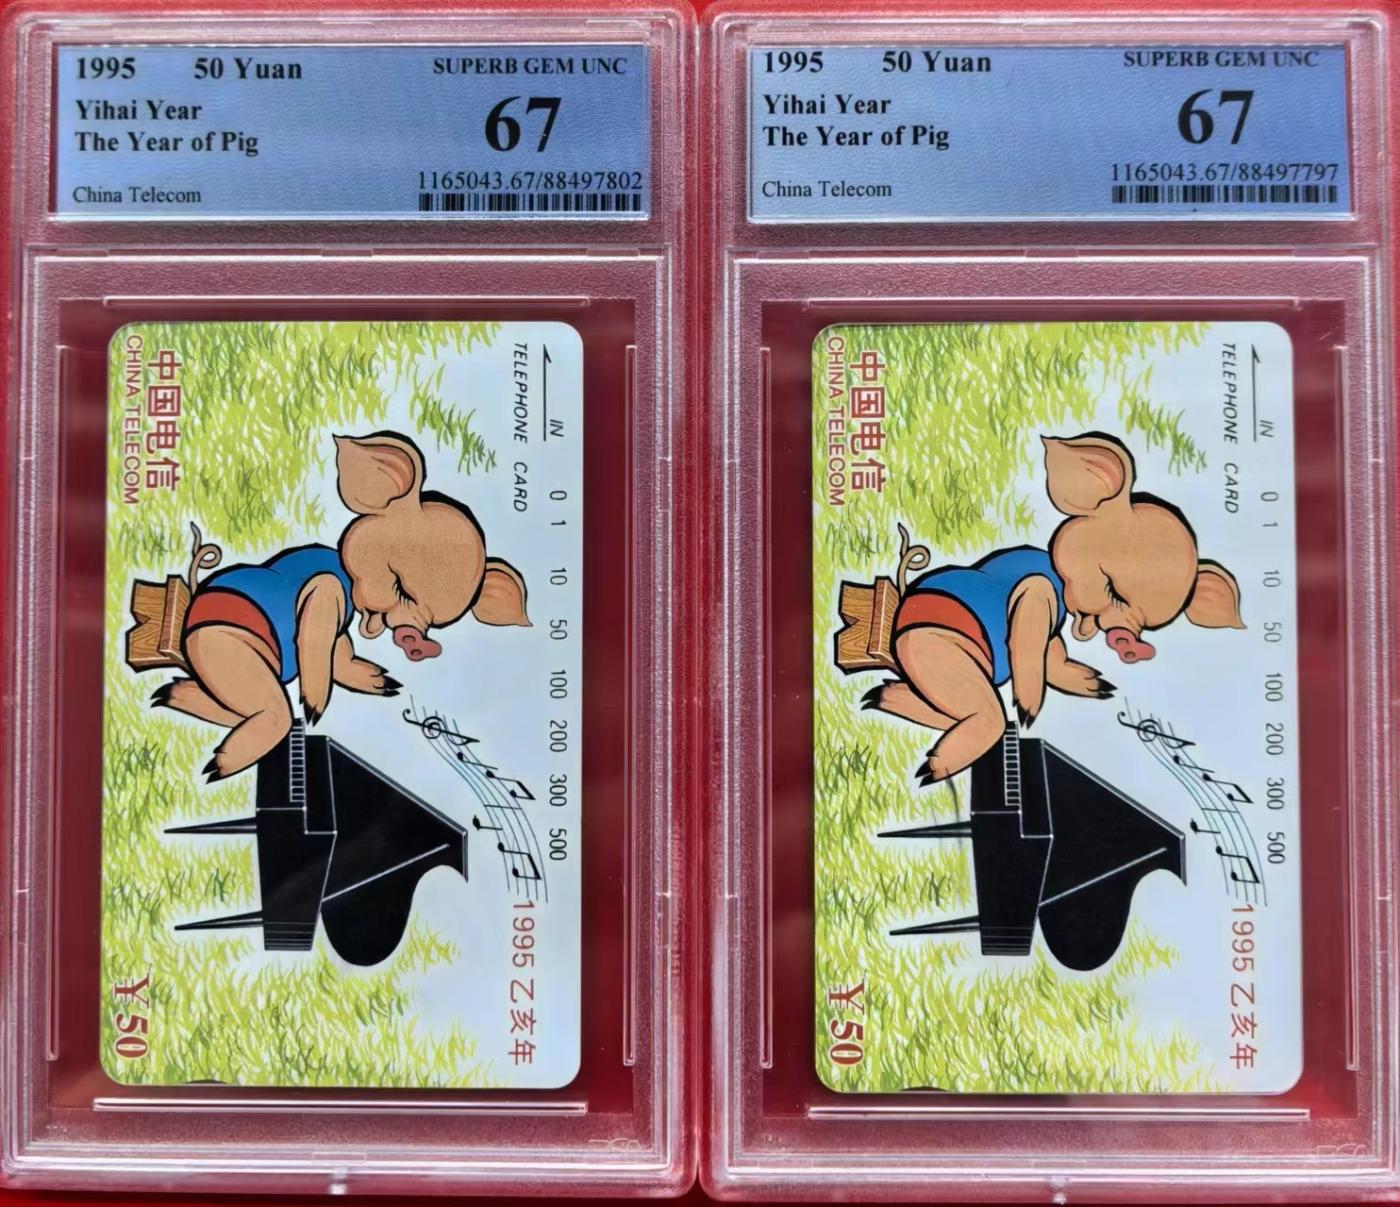 1995 50 Yuan
SUPERB GEM UNC
Yihai Year
67
The Year of Pig
1165043.67/88497802
China Telecom
IN
TELEPHONE CARD
0 1 10 50 100 200 300 500
中国电信
CHINA TELECOM
1995 乙亥年
¥50
1995 50 Yuan
SUPERB GEM UNC
Yihai Year
67
The Year of Pig
1165043.67/88497797
China Telecom
IN
TELEPHONE CARD
0 1 10 50 100 200 300 500
中国电信
CHINA TELECOM
1995 乙亥年
¥50